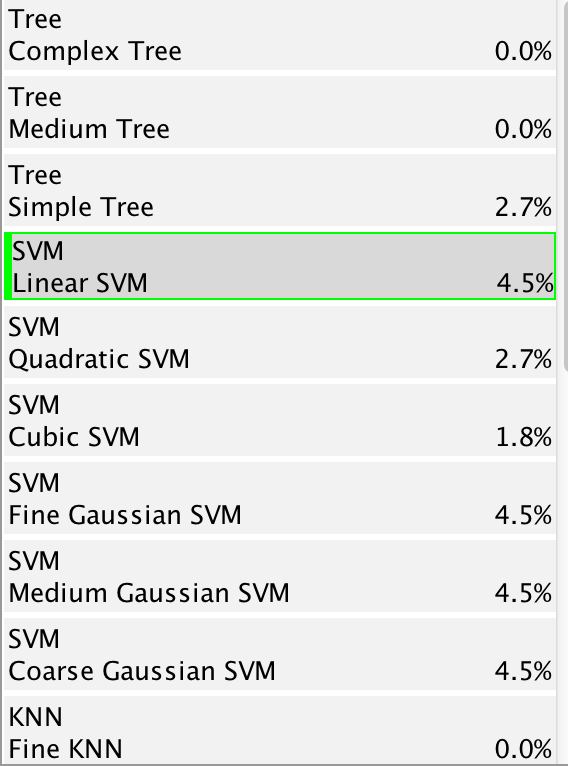 Tree
Complex Tree 0.0%
Tree
Medium Tree 0.0%
Tree
Simple Tree 2.7%
SVM
Linear SVM 4.5%
SVM
Quadratic SVM 2.7%
SVM
Cubic SVM 1.8%
SVM
Fine Gaussian SVM 4.5%
SVM
Medium Gaussian SVM 4.5%
SVM
Coarse Gaussian SVM 4.5%
KNN
Fine KNN 0.0%